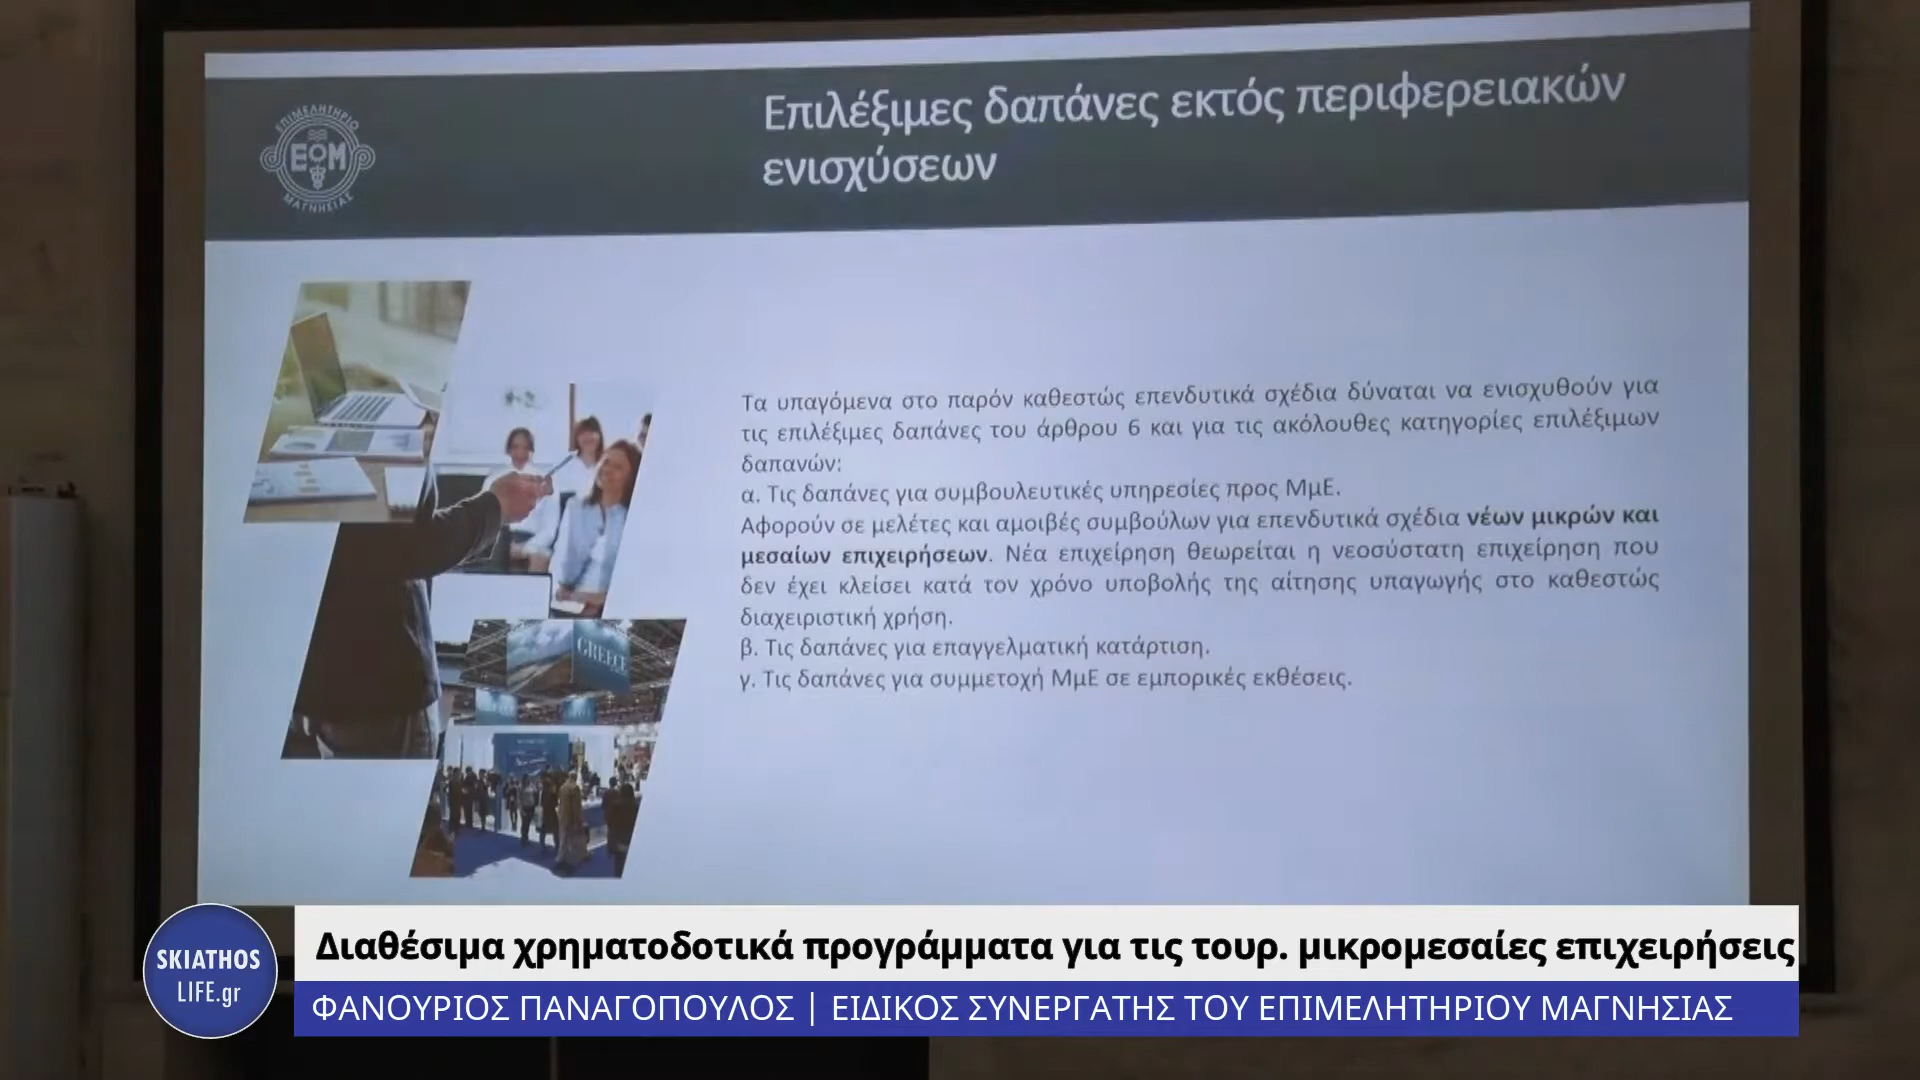 Επιλέξιμες δαπάνες εκτός περιφερειακών
ενισχύσεων
ΕΠΙΜΕΛΗΤΗΡΙΟ
ΕΟΜ
ΜΑΓΝΗΣΙΑΣ
Τα υπαγόμενα στο παρόν καθεστώς επενδυτικά σχέδια δύναται να ενισχυθούν για
τις επιλέξιμες δαπάνες του άρθρου 6 και για τις ακόλουθες κατηγορίες επιλέξιμων
δαπανών:
α. Τις δαπάνες για συμβουλευτικές υπηρεσίες προς ΜμΕ.
Αφορούν σε μελέτες και αμοιβές συμβούλων για επενδυτικά σχέδια νέων μικρών και
μεσαίων επιχειρήσεων. Νέα επιχείρηση θεωρείται η νεοσύστατη επιχείρηση που
δεν έχει κλείσει κατά τον χρόνο υποβολής της αίτησης υπαγωγής στο καθεστώς
διαχειριστική χρήση.
β. Τις δαπάνες για επαγγελματική κατάρτιση.
γ. Τις δαπάνες για συμμετοχή ΜμΕ σε εμπορικές εκθέσεις.
GREECE
SKIATHOS
LIFE.gr
Διαθέσιμα χρηματοδοτικά προγράμματα για τις τουρ. μικρομεσαίες επιχειρήσεις
ΦΑΝΟΥΡΙΟΣ ΠΑΝΑΓΟΠΟΥΛΟΣ | ΕΙΔΙΚΟΣ ΣΥΝΕΡΓΑΤΗΣ ΤΟΥ ΕΠΙΜΕΛΗΤΗΡΙΟΥ ΜΑΓΝΗΣΙΑΣ